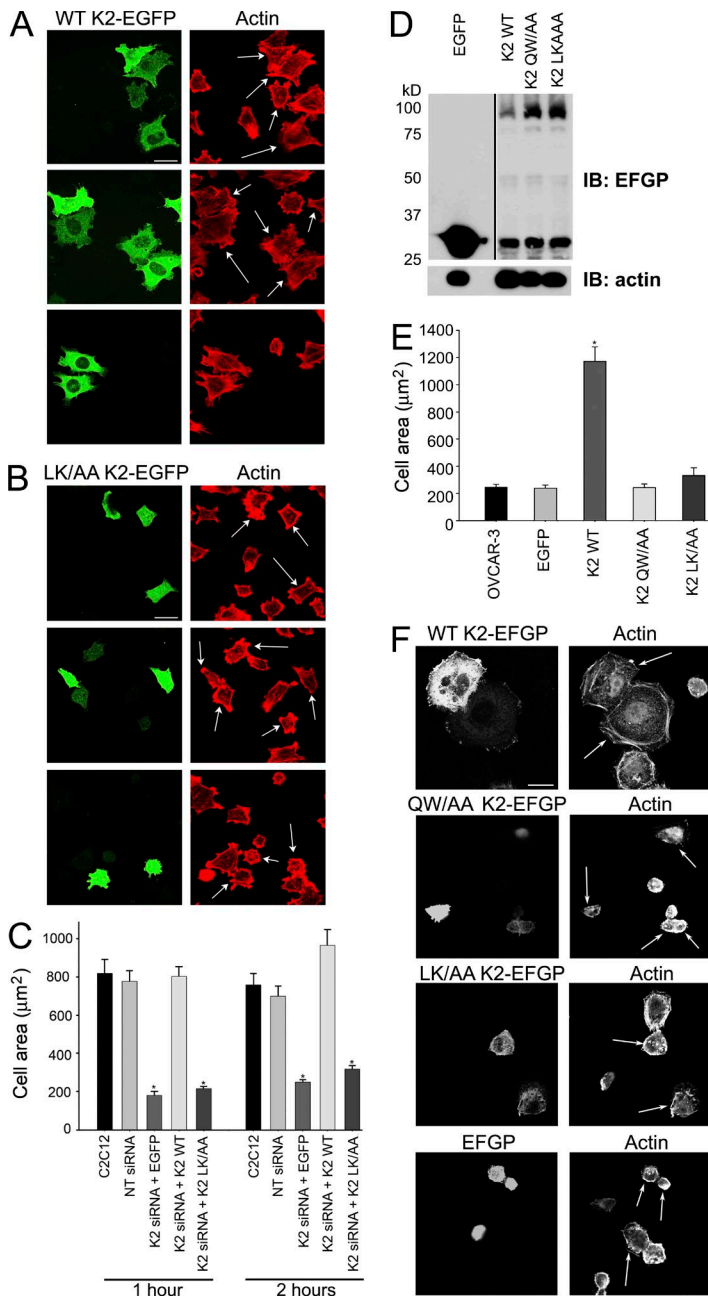 A
WT K2-EGFP
Actin
B
LK/AA K2-EGFP
Actin
C
Cell area (μm2)
1000
800
600
400
200
0
*
*
*
*
C2C12
NT siRNA
K2 siRNA + EGFP
K2 siRNA + K2 WT
K2 siRNA + K2 LK/AA
C2C12
NT siRNA
K2 siRNA + EGFP
K2 siRNA + K2 WT
K2 siRNA + K2 LK/AA
1 hour
2 hours
D
EGFP
K2 WT
K2 QW/AA
K2 LKAAA
kD
100
75
50
37
25
IB: EFGP
IB: actin
E
Cell area (μm2)
1400
1200
1000
800
600
400
200
0
*
OVCAR-3
EGFP
K2 WT
K2 QW/AA
K2 LK/AA
F
WT K2-EFGP
Actin
QW/AA K2-EFGP
Actin
LK/AA K2-EFGP
Actin
EFGP
Actin